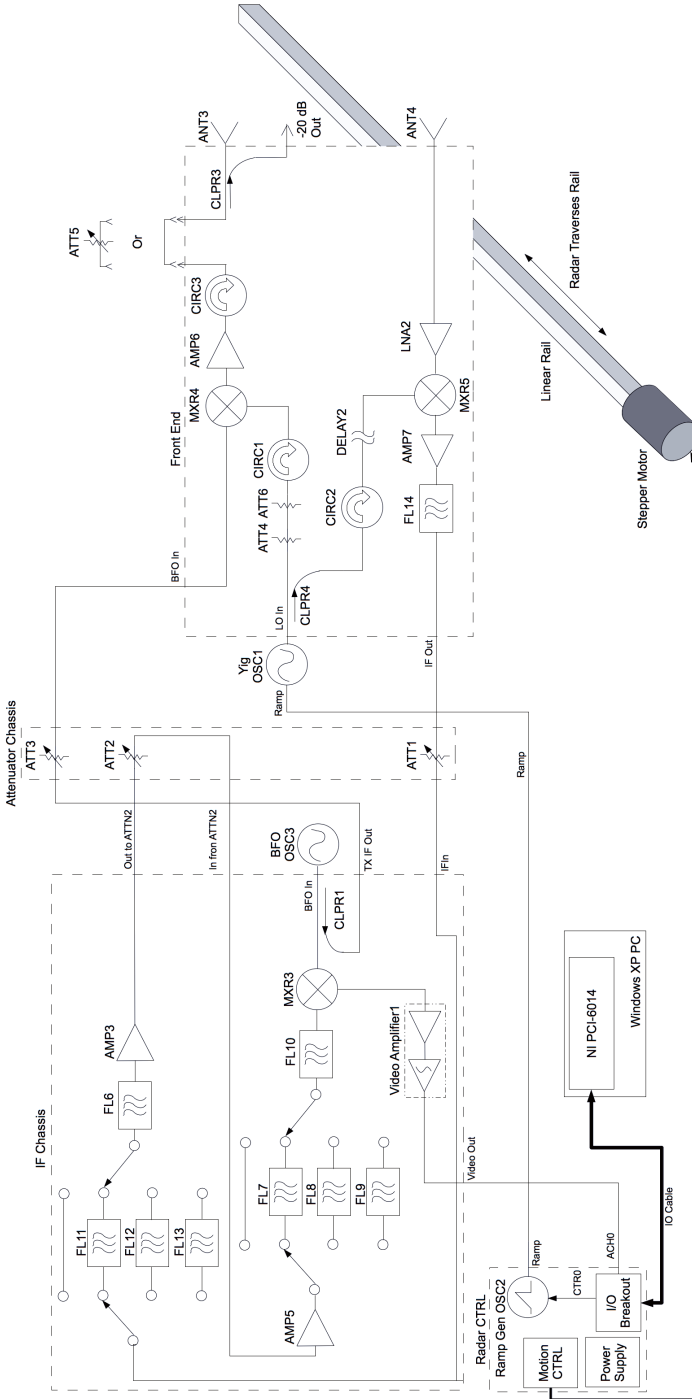 ATT5
Or
ANT3
CLPR3
-20 dB
Out
CIRC3
AMP6
MXR4
Front End
BFO In
CIRC1
ATT4
ATT6
LO In
CLPR4
CIRC2
DELAY2
LNA2
MXR5
AMP7
FL14
IF Out
ANT4
Linear Rail
Radar Traverses Rail
Stepper Motor
Yig
OSC1
Ramp
Attenuator Chassis
ATT3
ATT2
ATT1
Out to ATTN2
In fron ATTN2
TX IF Out
IFIn
BFO
OSC3
BFO In
CLPR1
MXR3
FL10
Video Amplifier1
Video Out
IF Chassis
AMP3
FL6
FL11
FL12
FL13
FL7
FL8
FL9
AMP5
Ramp
Windows XP PC
NI PCI-6014
IO Cable
Radar CTRL
Ramp Gen OSC2
Ramp
CTR0
ACH0
I/O
Breakout
Motion
CTRL
Power
Supply